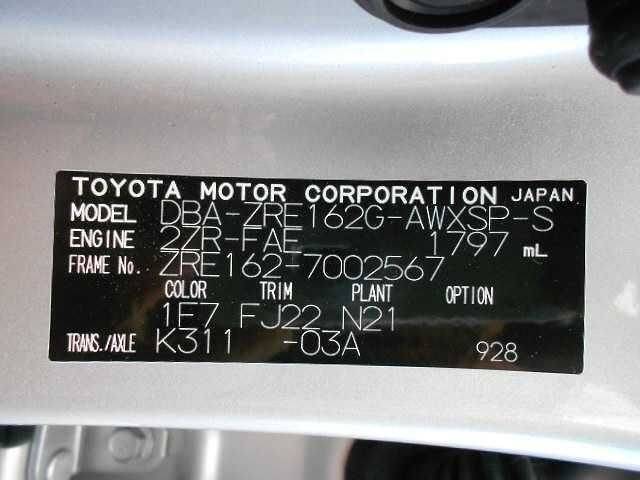 TOYOTA MOTOR CORPORATION JAPAN
MODEL DBA-ZRE162G-AWXSP-S
ENGINE 2ZR-FAE 1797 mL
FRAME No. ZRE162-7002567
COLOR TRIM PLANT OPTION
1E7 FJ22 N21
TRANS./AXLE K311 -03A 928